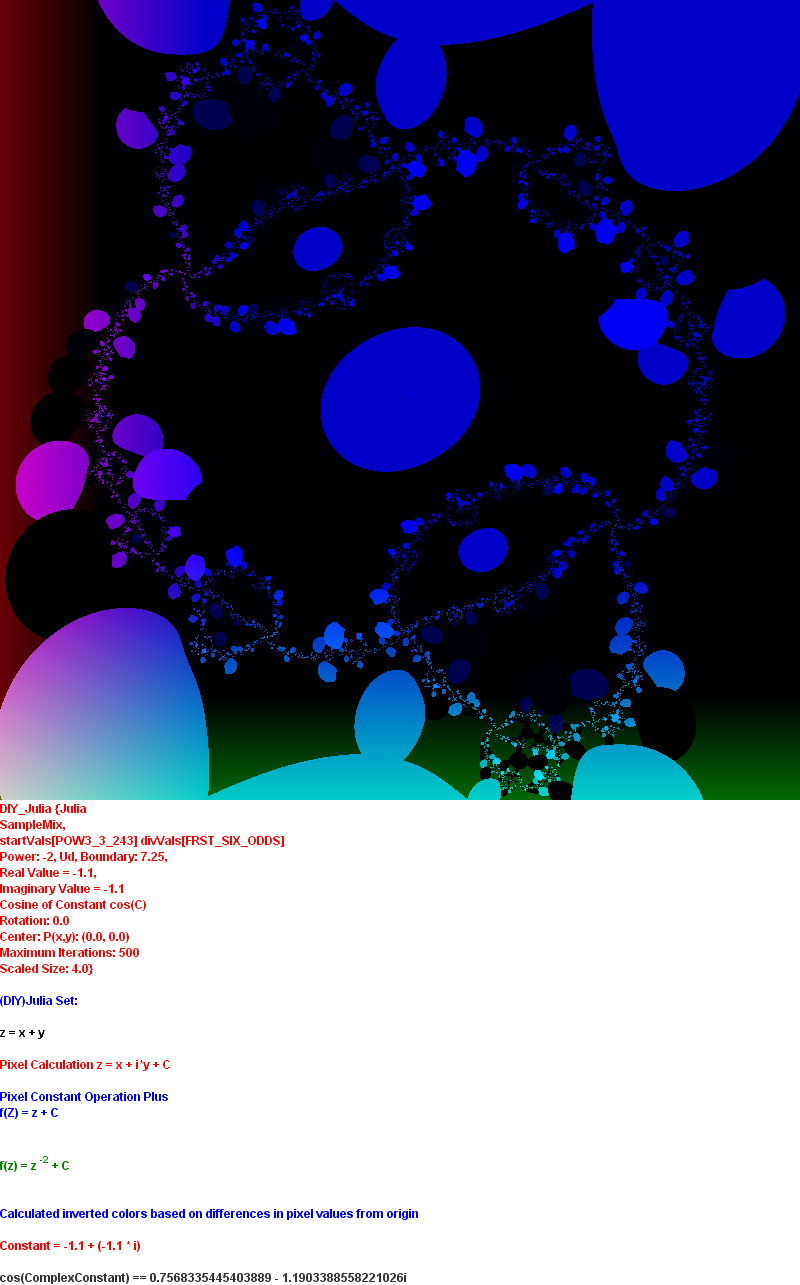 DIY_Julia {Julia
SampleMix,
startVals[POW3_3_243] divVals[FRST_SIX_ODDS]
Power: -2, Ud, Boundary: 7.25,
Real Value = -1.1,
Imaginary Value = -1.1
Cosine of Constant cos(C)
Rotation: 0.0
Center: P(x,y): (0.0, 0.0)
Maximum Iterations: 500
Scaled Size: 4.0}
(DIY)Julia Set:
z = x + y
Pixel Calculation z = x + i*y + C
Pixel Constant Operation Plus
f(Z) = z + C
f(z) = z -2 + C
Calculated inverted colors based on differences in pixel values from origin
Constant = -1.1 + (-1.1 * i)
cos(ComplexConstant) == 0.7568335445403889 - 1.1903388558221026i